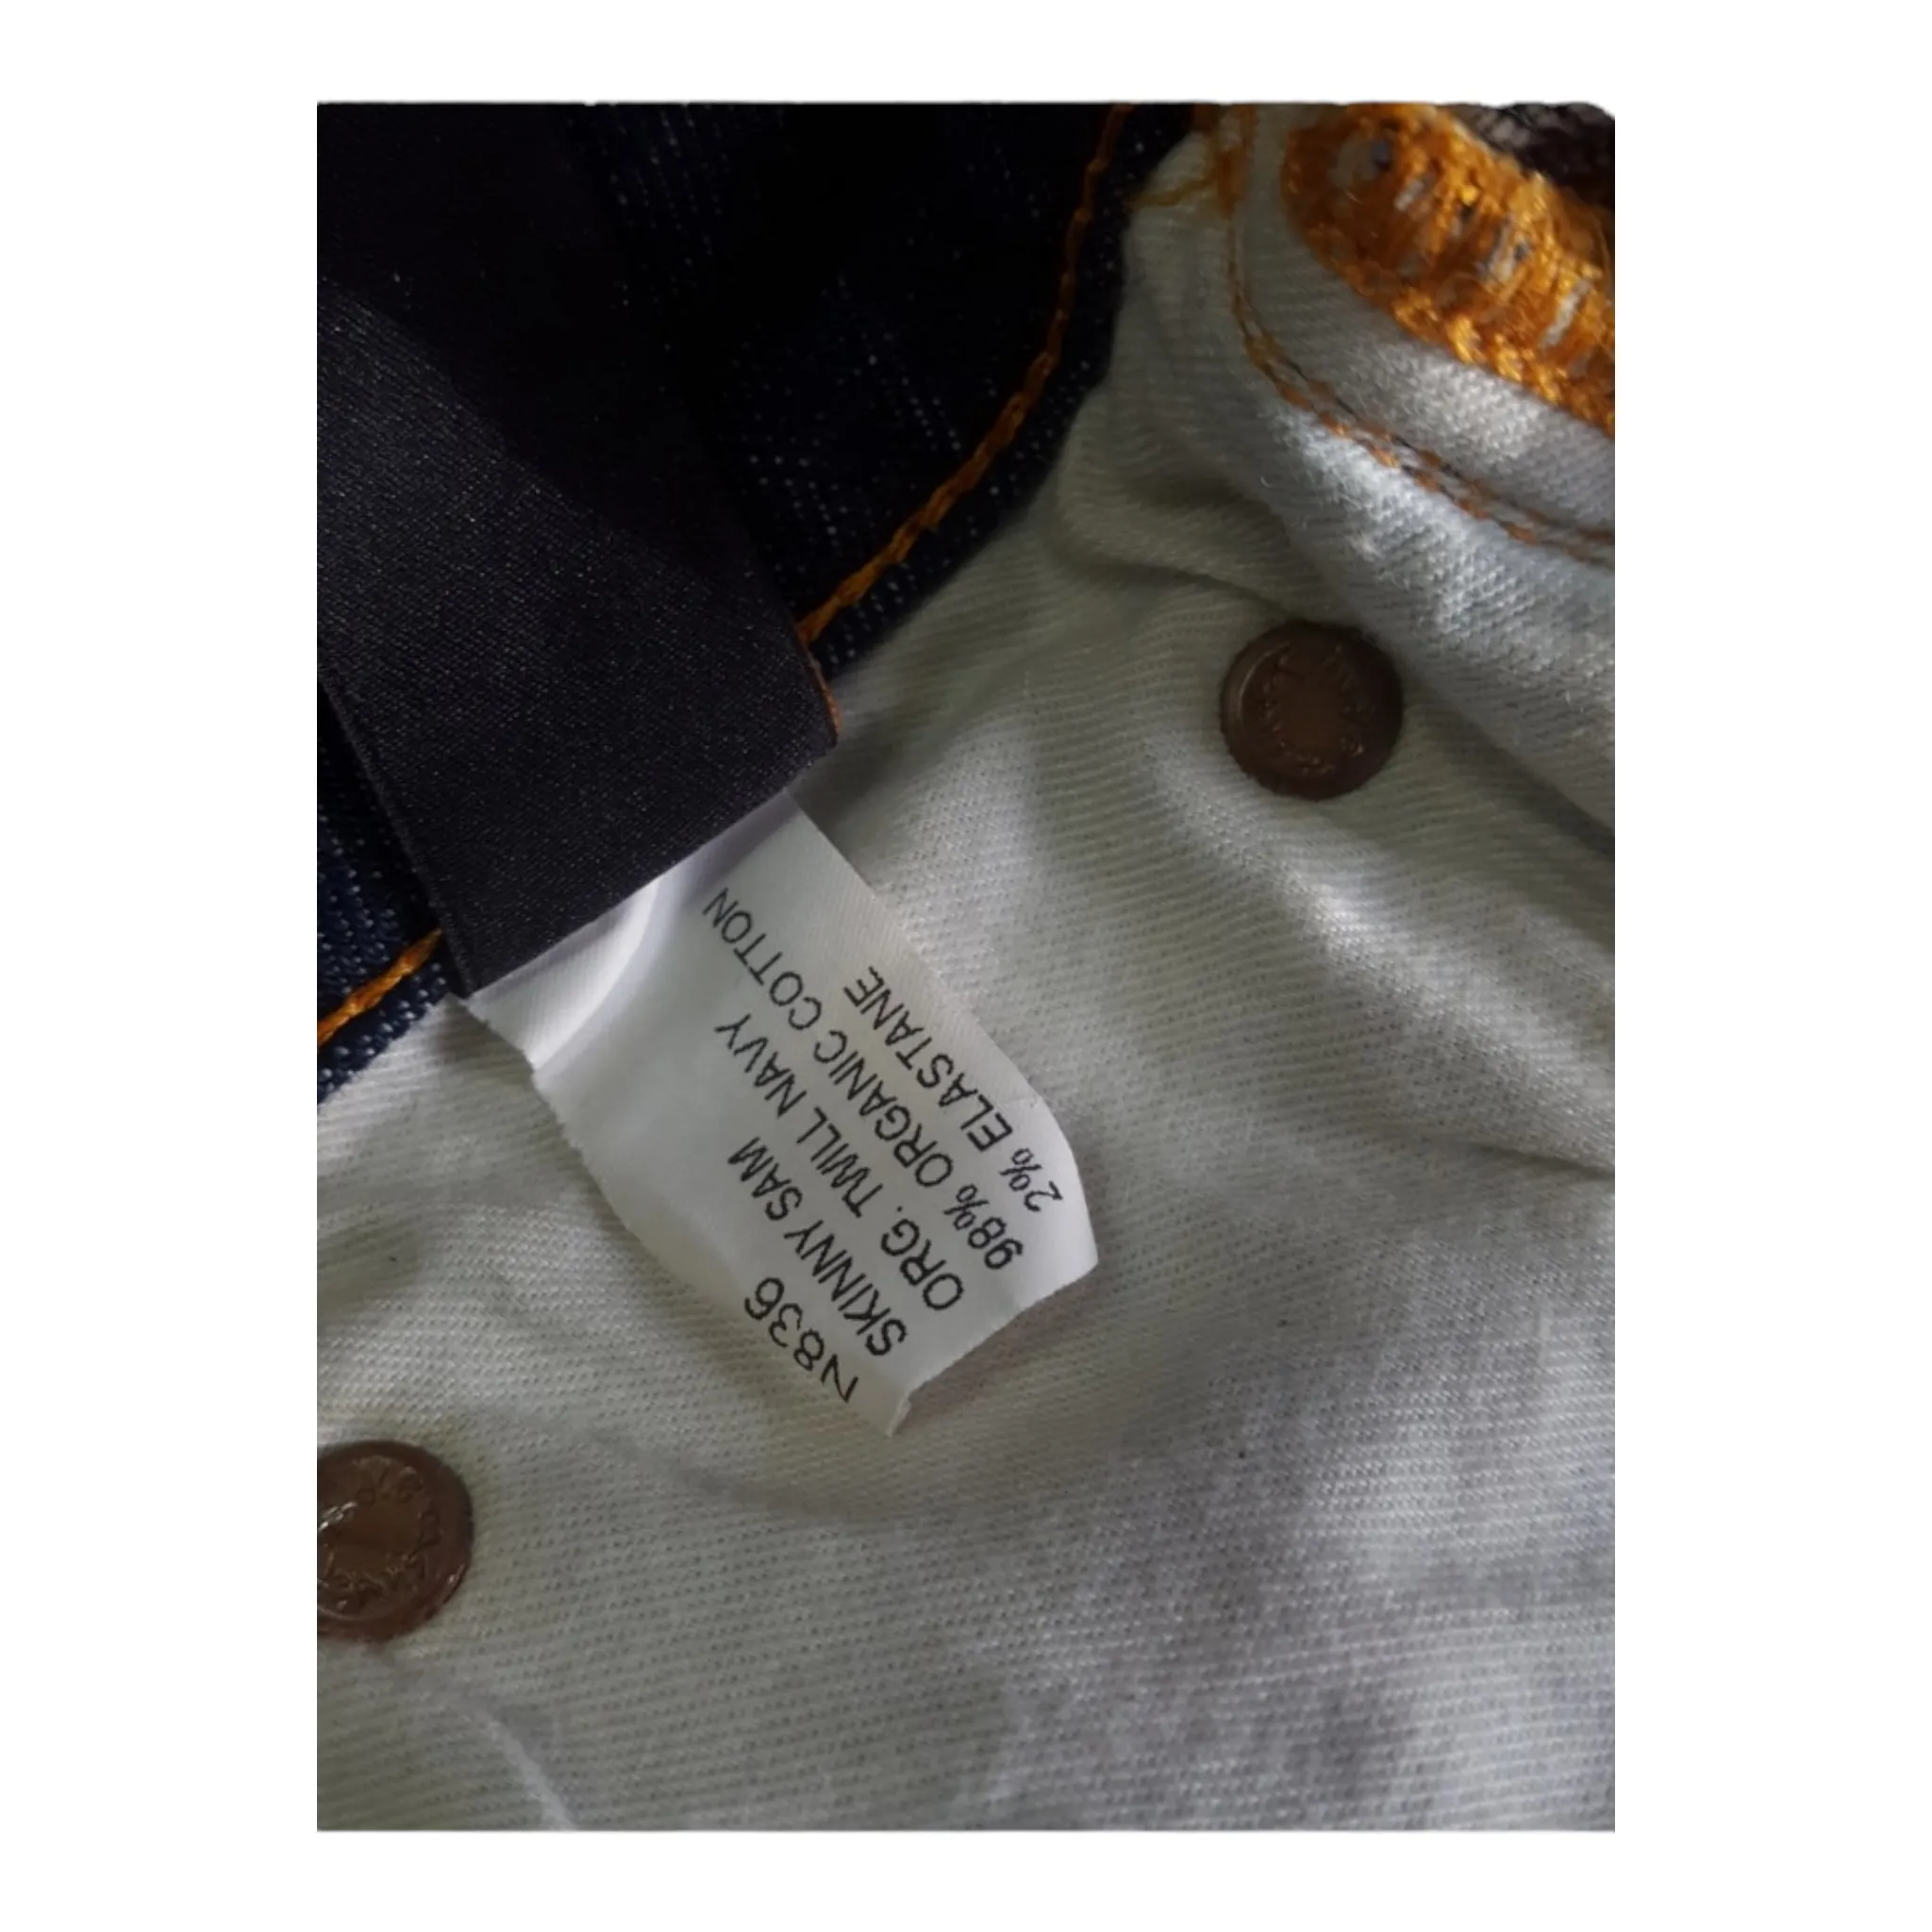 N836
SKINNY SAM
ORG. TWILL NAVY
98% ORGANIC COTTON
2% ELASTANE